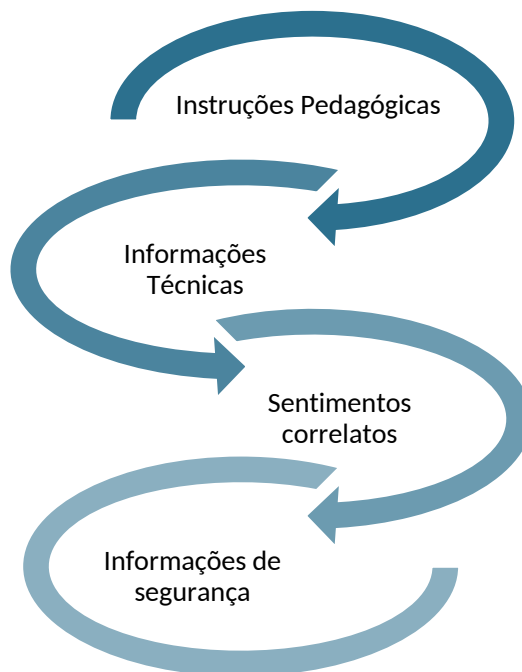 Instruções Pedagógicas
Informações
Técnicas
Sentimentos
correlatos
Informações de
segurança